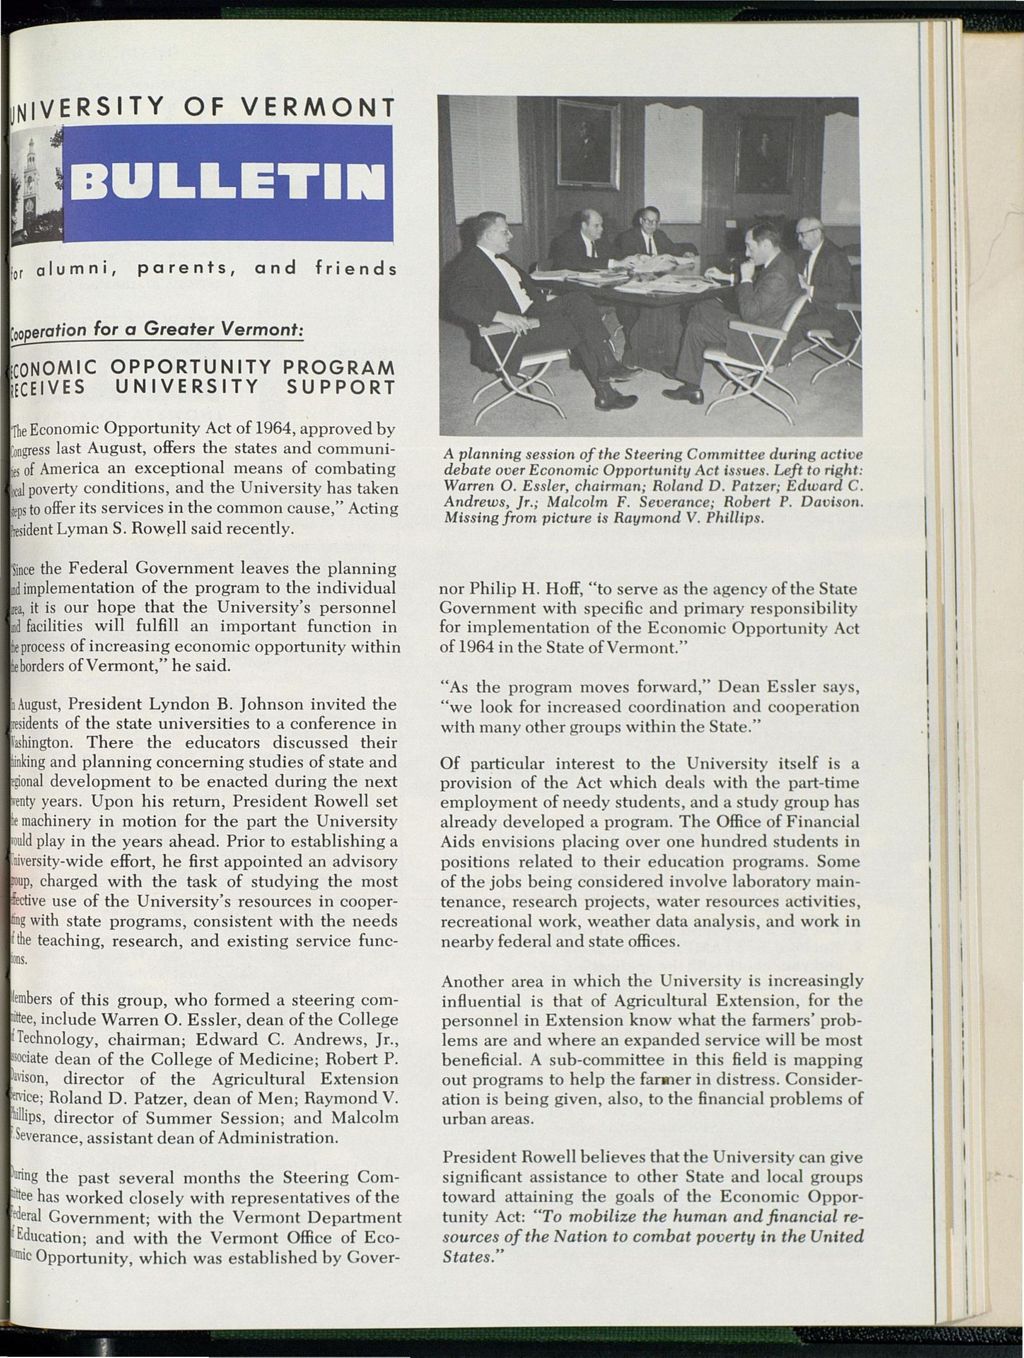 UNIVERSITY OF VERMONT
BULLETIN
for alumni, parents, and friends
Cooperation for a Greater Vermont:
ECONOMIC OPPORTUNITY PROGRAM
RECEIVES UNIVERSITY SUPPORT
"The Economic Opportunity Act of 1964, approved by
Congress last August, offers the states and communi-
ties of America an exceptional means of combating
local poverty conditions, and the University has taken
steps to offer its services in the common cause," Acting
President Lyman S. Rowell said recently.
"Since the Federal Government leaves the planning
and implementation of the program to the individual
area, it is our hope that the University's personnel
and facilities will fulfill an important function in
the process of increasing economic opportunity within
the borders of Vermont," he said.
In August, President Lyndon B. Johnson invited the
presidents of the state universities to a conference in
Washington. There the educators discussed their
thinking and planning concerning studies of state and
regional development to be enacted during the next
twenty years. Upon his return, President Rowell set
the machinery in motion for the part the University
would play in the years ahead. Prior to establishing a
University-wide effort, he first appointed an advisory
group, charged with the task of studying the most
effective use of the University's resources in cooper-
ating with state programs, consistent with the needs
of the teaching, research, and existing service func-
tions.
Members of this group, who formed a steering com-
mittee, include Warren O. Essler, dean of the College
of Technology, chairman; Edward C. Andrews, Jr.,
associate dean of the College of Medicine; Robert P.
Davison, director of the Agricultural Extension
Service; Roland D. Patzer, dean of Men; Raymond V.
Phillips, director of Summer Session; and Malcolm
F. Severance, assistant dean of Administration.
During the past several months the Steering Com-
mittee has worked closely with representatives of the
Federal Government; with the Vermont Department
of Education; and with the Vermont Office of Eco-
nomic Opportunity, which was established by Gover-
A planning session of the Steering Committee during active
debate over Economic Opportunity Act issues. Left to right:
Warren O. Essler, chairman; Roland D. Patzer; Edward C.
Andrews, Jr.; Malcolm F. Severance; Robert P. Davison.
Missing from picture is Raymond V. Phillips.
nor Philip H. Hoff, "to serve as the agency of the State
Government with specific and primary responsibility
for implementation of the Economic Opportunity Act
of 1964 in the State of Vermont."
"As the program moves forward," Dean Essler says,
"we look for increased coordination and cooperation
with many other groups within the State."
Of particular interest to the University itself is a
provision of the Act which deals with the part-time
employment of needy students, and a study group has
already developed a program. The Office of Financial
Aids envisions placing over one hundred students in
positions related to their education programs. Some
of the jobs being considered involve laboratory main-
tenance, research projects, water resources activities,
recreational work, weather data analysis, and work in
nearby federal and state offices.
Another area in which the University is increasingly
influential is that of Agricultural Extension, for the
personnel in Extension know what the farmers' prob-
lems are and where an expanded service will be most
beneficial. A sub-committee in this field is mapping
out programs to help the farmer in distress. Consider-
ation is being given, also, to the financial problems of
urban areas.
President Rowell believes that the University can give
significant assistance to other State and local groups
toward attaining the goals of the Economic Oppor-
tunity Act: "To mobilize the human and financial re-
sources of the Nation to combat poverty in the United
States."